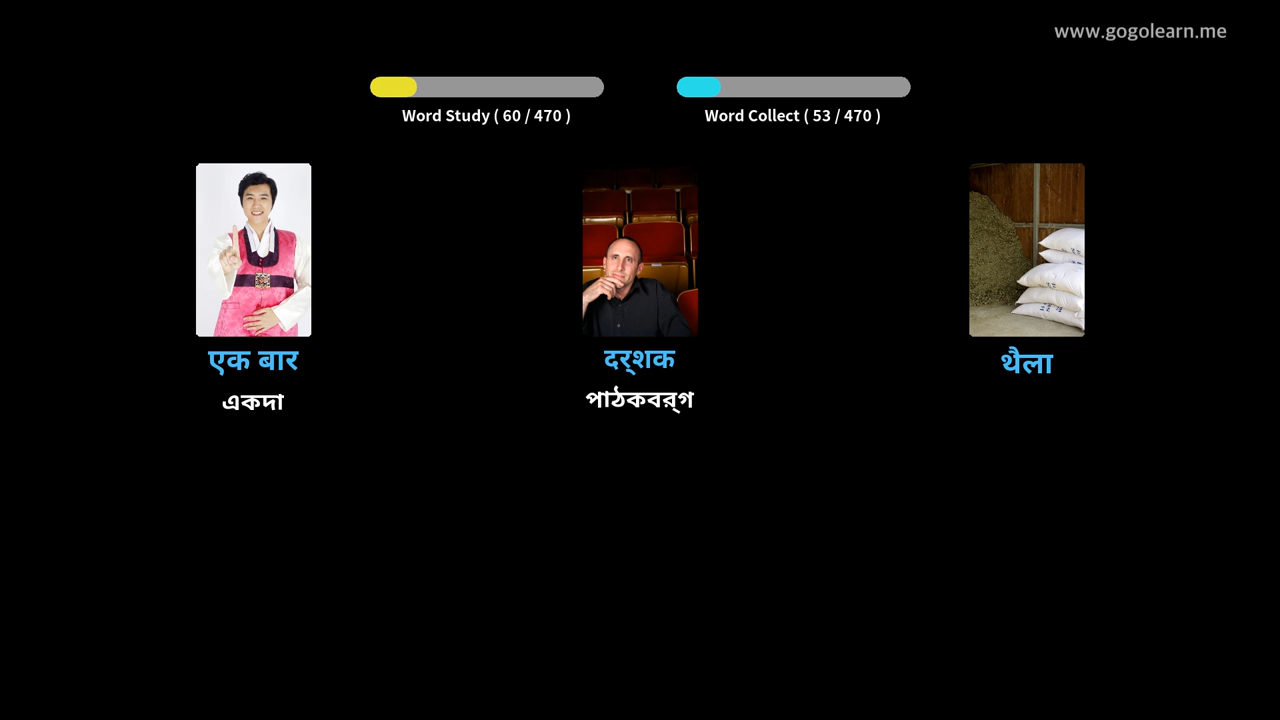 www.gogolearn.me
Word Study ( 60 / 470 )
Word Collect ( 53 / 470 )
एक बार
दर्शक
थैला
একদা
পাঠকবর্গ